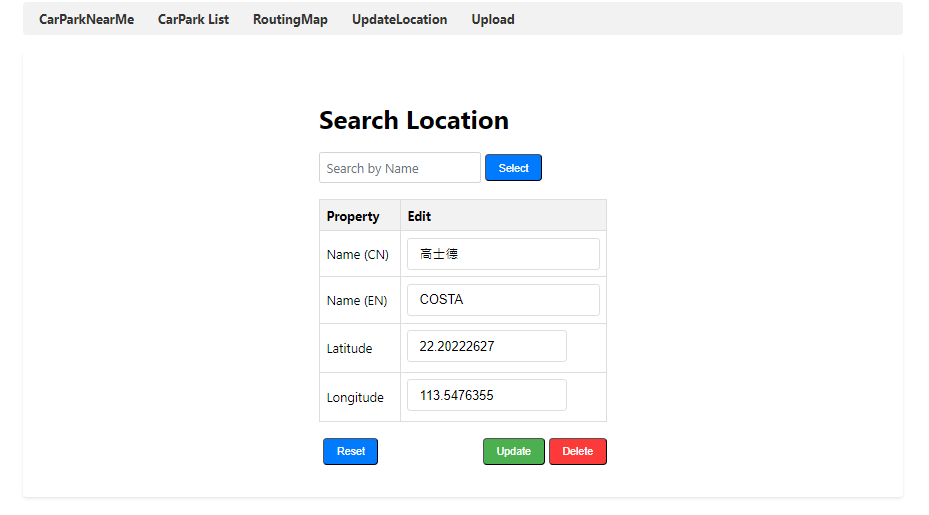 CarParkNearMe CarPark List RoutingMap UpdateLocation Upload
Search Location
Search by Name Select
Property Edit
Name (CN) 高士德
Name (EN) COSTA
Latitude 22.20222627
Longitude 113.5476355
Reset Update Delete